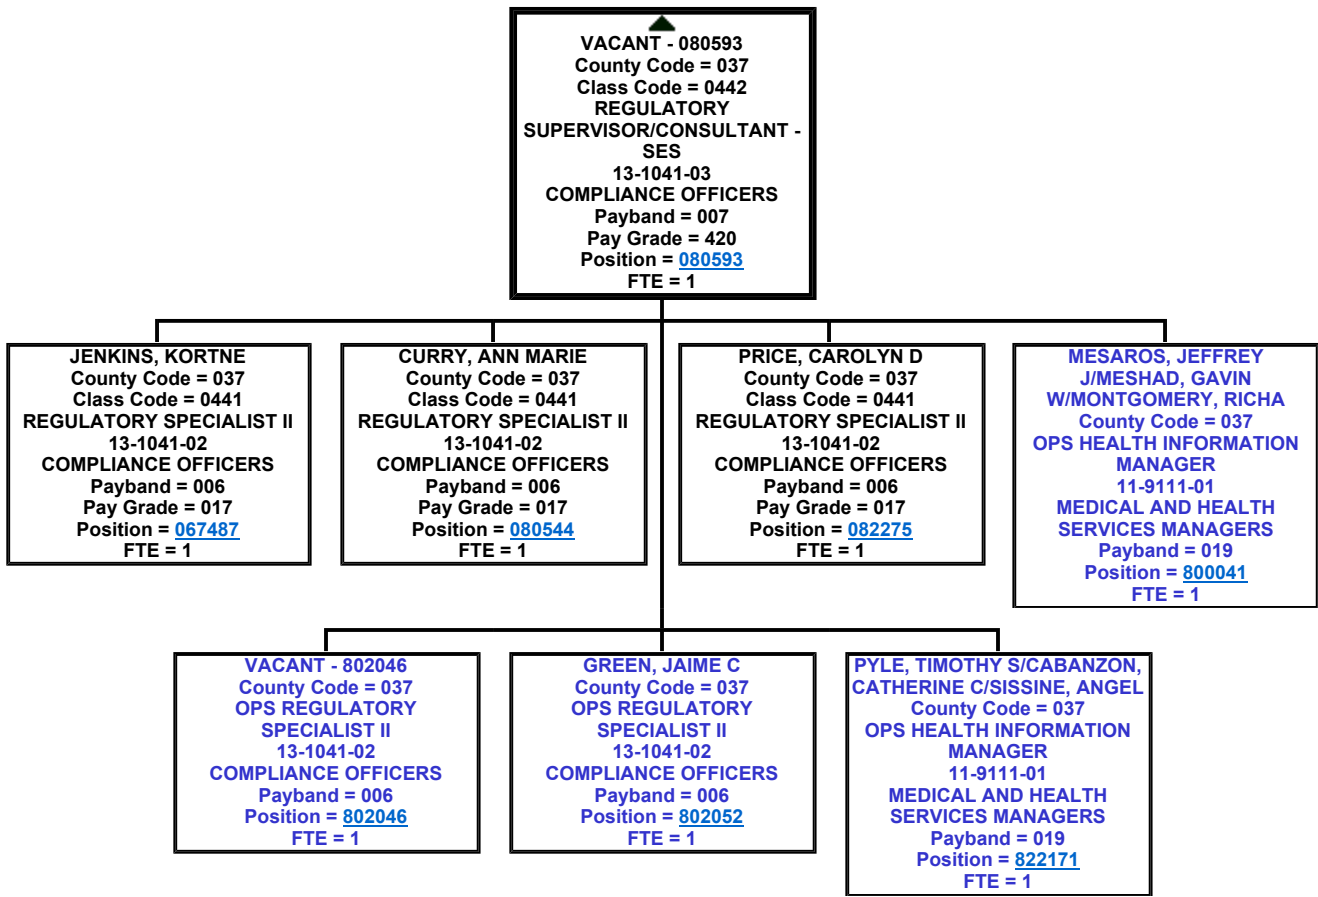 VACANT - 080593
County Code = 037
Class Code = 0442
REGULATORY
SUPERVISOR/CONSULTANT -
SES
13-1041-03
COMPLIANCE OFFICERS
Payband = 007
Pay Grade = 420
Position = 080593
FTE = 1
JENKINS, KORTNE
County Code = 037
Class Code = 0441
REGULATORY SPECIALIST II
13-1041-02
COMPLIANCE OFFICERS
Payband = 006
Pay Grade = 017
Position = 067487
FTE = 1
CURRY, ANN MARIE
County Code = 037
Class Code = 0441
REGULATORY SPECIALIST II
13-1041-02
COMPLIANCE OFFICERS
Payband = 006
Pay Grade = 017
Position = 080544
FTE = 1
PRICE, CAROLYN D
County Code = 037
Class Code = 0441
REGULATORY SPECIALIST II
13-1041-02
COMPLIANCE OFFICERS
Payband = 006
Pay Grade = 017
Position = 082275
FTE = 1
MESAROS, JEFFREY
J/MESHAD, GAVIN
W/MONTGOMERY, RICHA
County Code = 037
OPS HEALTH INFORMATION
MANAGER
11-9111-01
MEDICAL AND HEALTH
SERVICES MANAGERS
Payband = 019
Position = 800041
FTE = 1
VACANT - 802046
County Code = 037
OPS REGULATORY
SPECIALIST II
13-1041-02
COMPLIANCE OFFICERS
Payband = 006
Position = 802046
FTE = 1
GREEN, JAIME C
County Code = 037
OPS REGULATORY
SPECIALIST II
13-1041-02
COMPLIANCE OFFICERS
Payband = 006
Position = 802052
FTE = 1
PYLE, TIMOTHY S/CABANZON,
CATHERINE C/SISSINE, ANGEL
County Code = 037
OPS HEALTH INFORMATION
MANAGER
11-9111-01
MEDICAL AND HEALTH
SERVICES MANAGERS
Payband = 019
Position = 822171
FTE = 1